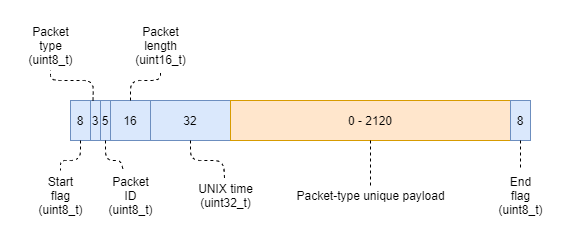 Packet
type
(uint8_t)
Packet
length
(uint16_t)
8
3
5
16
32
0 - 2120
8
Start
flag
(uint8_t)
Packet
ID
(uint8_t)
UNIX time
(uint32_t)
Packet-type unique payload
End
flag
(uint8_t)